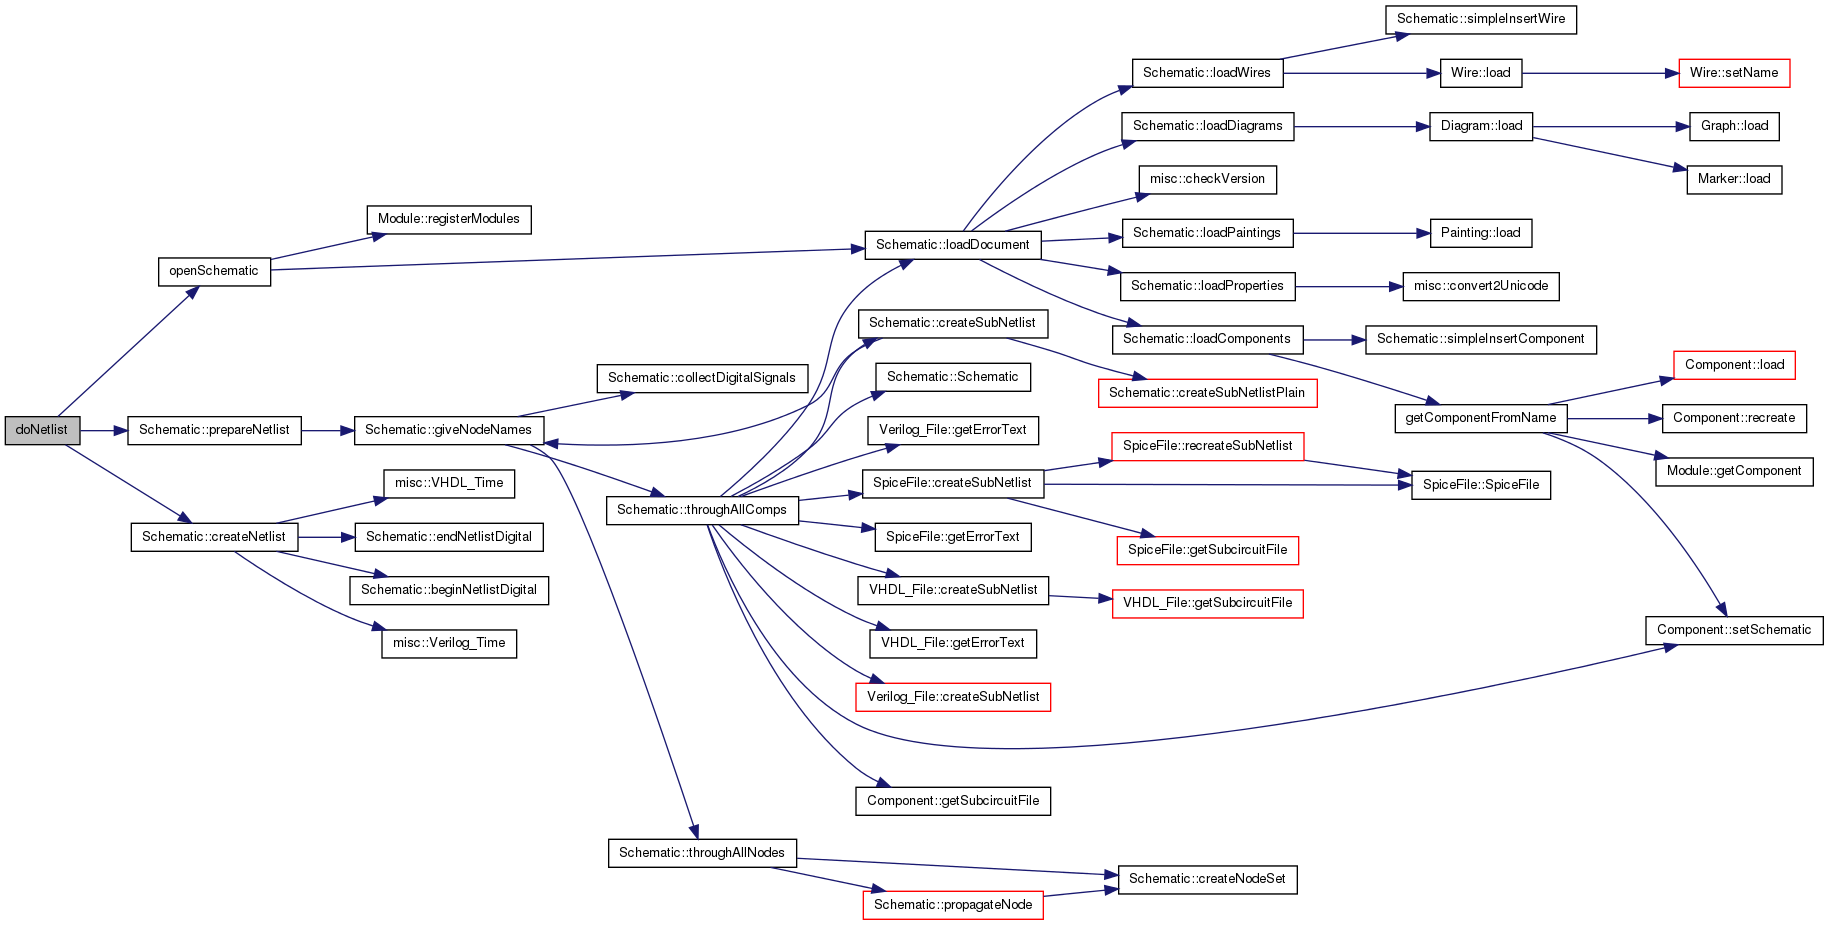 Schematic::simpleInsertWire
Schematic::loadWires
Wire::load
Wire::setName
Schematic::loadDiagrams
Diagram::load
Graph::load
misc::checkVersion
Marker::load
Module::registerModules
Schematic::loadPaintings
Painting::load
Schematic::loadDocument
openSchematic
Schematic::loadProperties
misc::convert2Unicode
Schematic::createSubNetlist
Schematic::loadComponents
Schematic::simpleInsertComponent
Component::load
Schematic::collectDigitalSignals
Schematic::Schematic
Schematic::createSubNetlistPlain
getComponentFromName
Component::recreate
doNetlist
Schematic::prepareNetlist
Schematic::giveNodeNames
Verilog_File::getErrorText
SpiceFile::recreateSubNetlist
Module::getComponent
misc::VHDL_Time
SpiceFile::createSubNetlist
SpiceFile::SpiceFile
Schematic::throughAllComps
Schematic::createNetlist
Schematic::endNetlistDigital
SpiceFile::getErrorText
SpiceFile::getSubcircuitFile
Schematic::beginNetlistDigital
VHDL_File::createSubNetlist
VHDL_File::getSubcircuitFile
misc::Verilog_Time
VHDL_File::getErrorText
Component::setSchematic
Verilog_File::createSubNetlist
Component::getSubcircuitFile
Schematic::throughAllNodes
Schematic::createNodeSet
Schematic::propagateNode